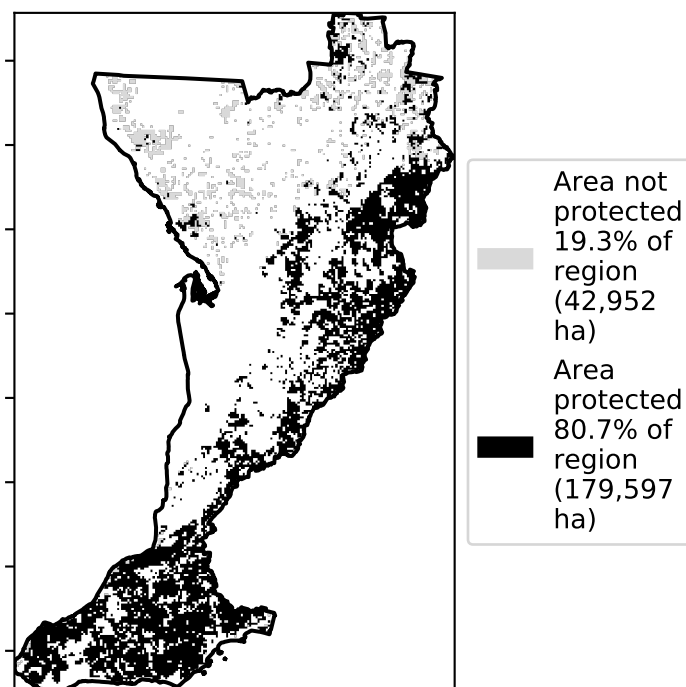 Area not
protected
19.3% of
region
(42,952
ha)
Area
protected
80.7% of
region
(179,597
ha)